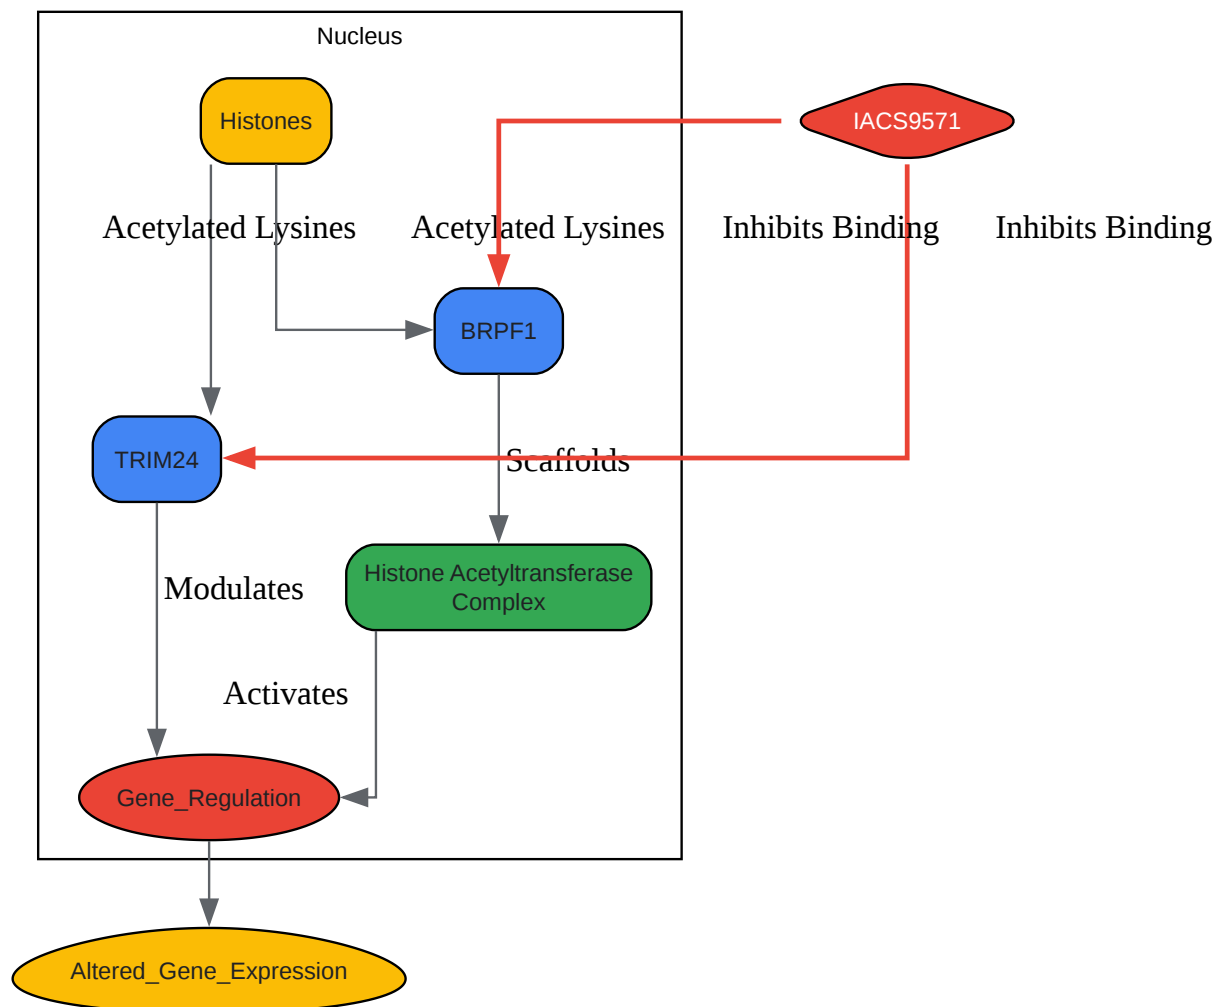 Nucleus
Histones
IACS9571
Acetylated Lysines
Acetylated Lysines
Inhibits Binding
Inhibits Binding
BRPF1
TRIM24
Scaffolds
Histone Acetyltransferase
Complex
Modulates
Activates
Gene_Regulation
Altered_Gene_Expression